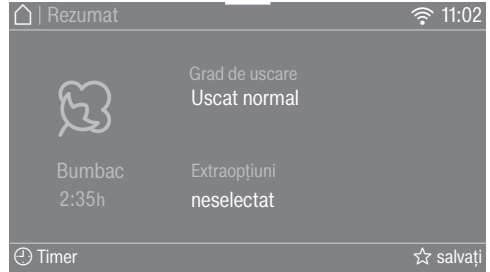 | Rezumat 11:02
Grad de uscare
Uscat normal
Bumbac
2:35h
Extraopțiuni
neselectat
Timer salvați